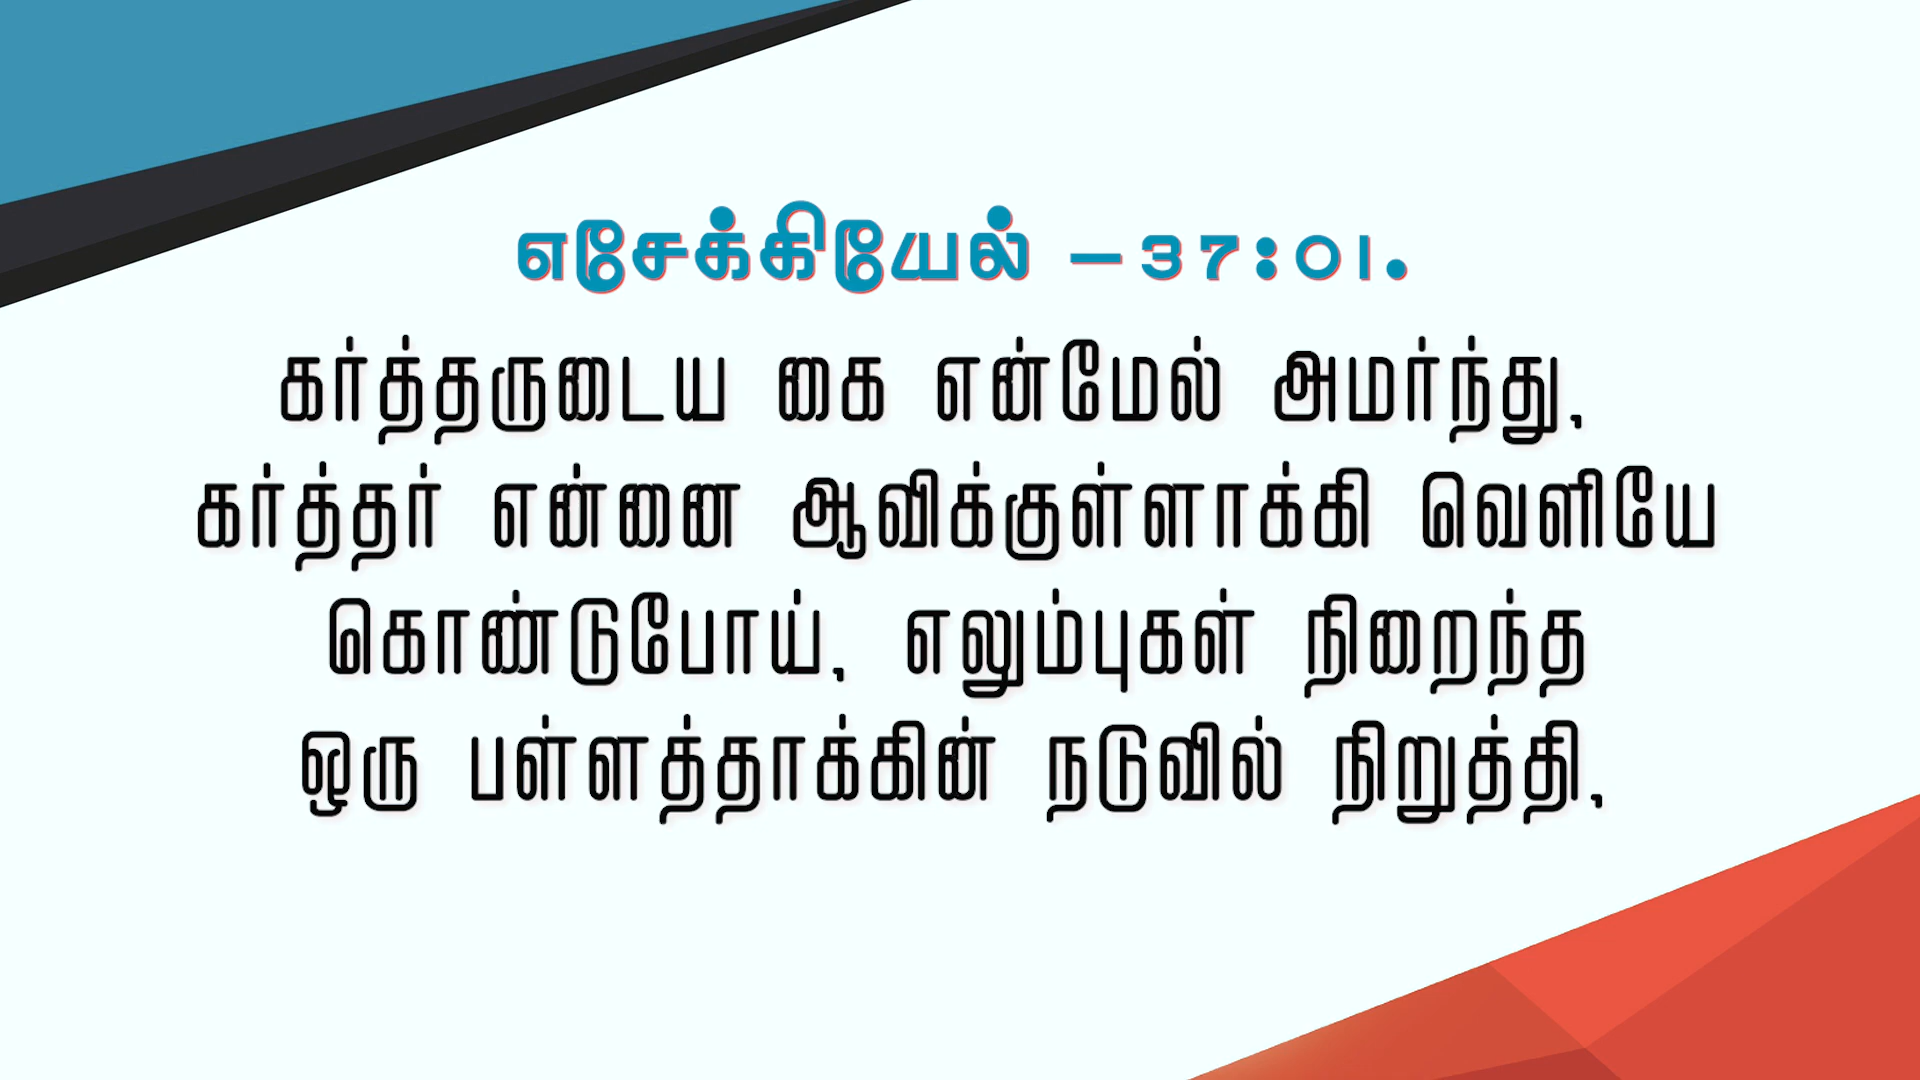 எசேக்கியேல் – 37:01.
கர்த்தருடைய கை என்மேல் அமர்ந்து,
கர்த்தர் என்னை ஆவிக்குள்ளாக்கி வெளியே
கொண்டுபோய், எலும்புகள் நிறைந்த
ஒரு பள்ளத்தாக்கின் நடுவில் நிறுத்தி,